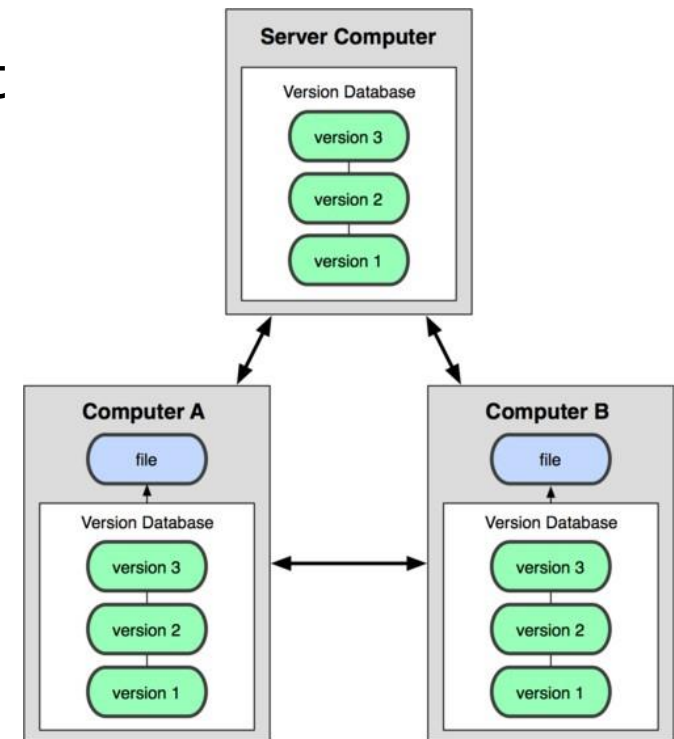 t
Server Computer
Version Database
version 3
version 2
version 1
Computer A
file
Version Database
version 3
version 2
version 1
Computer B
file
Version Database
version 3
version 2
version 1